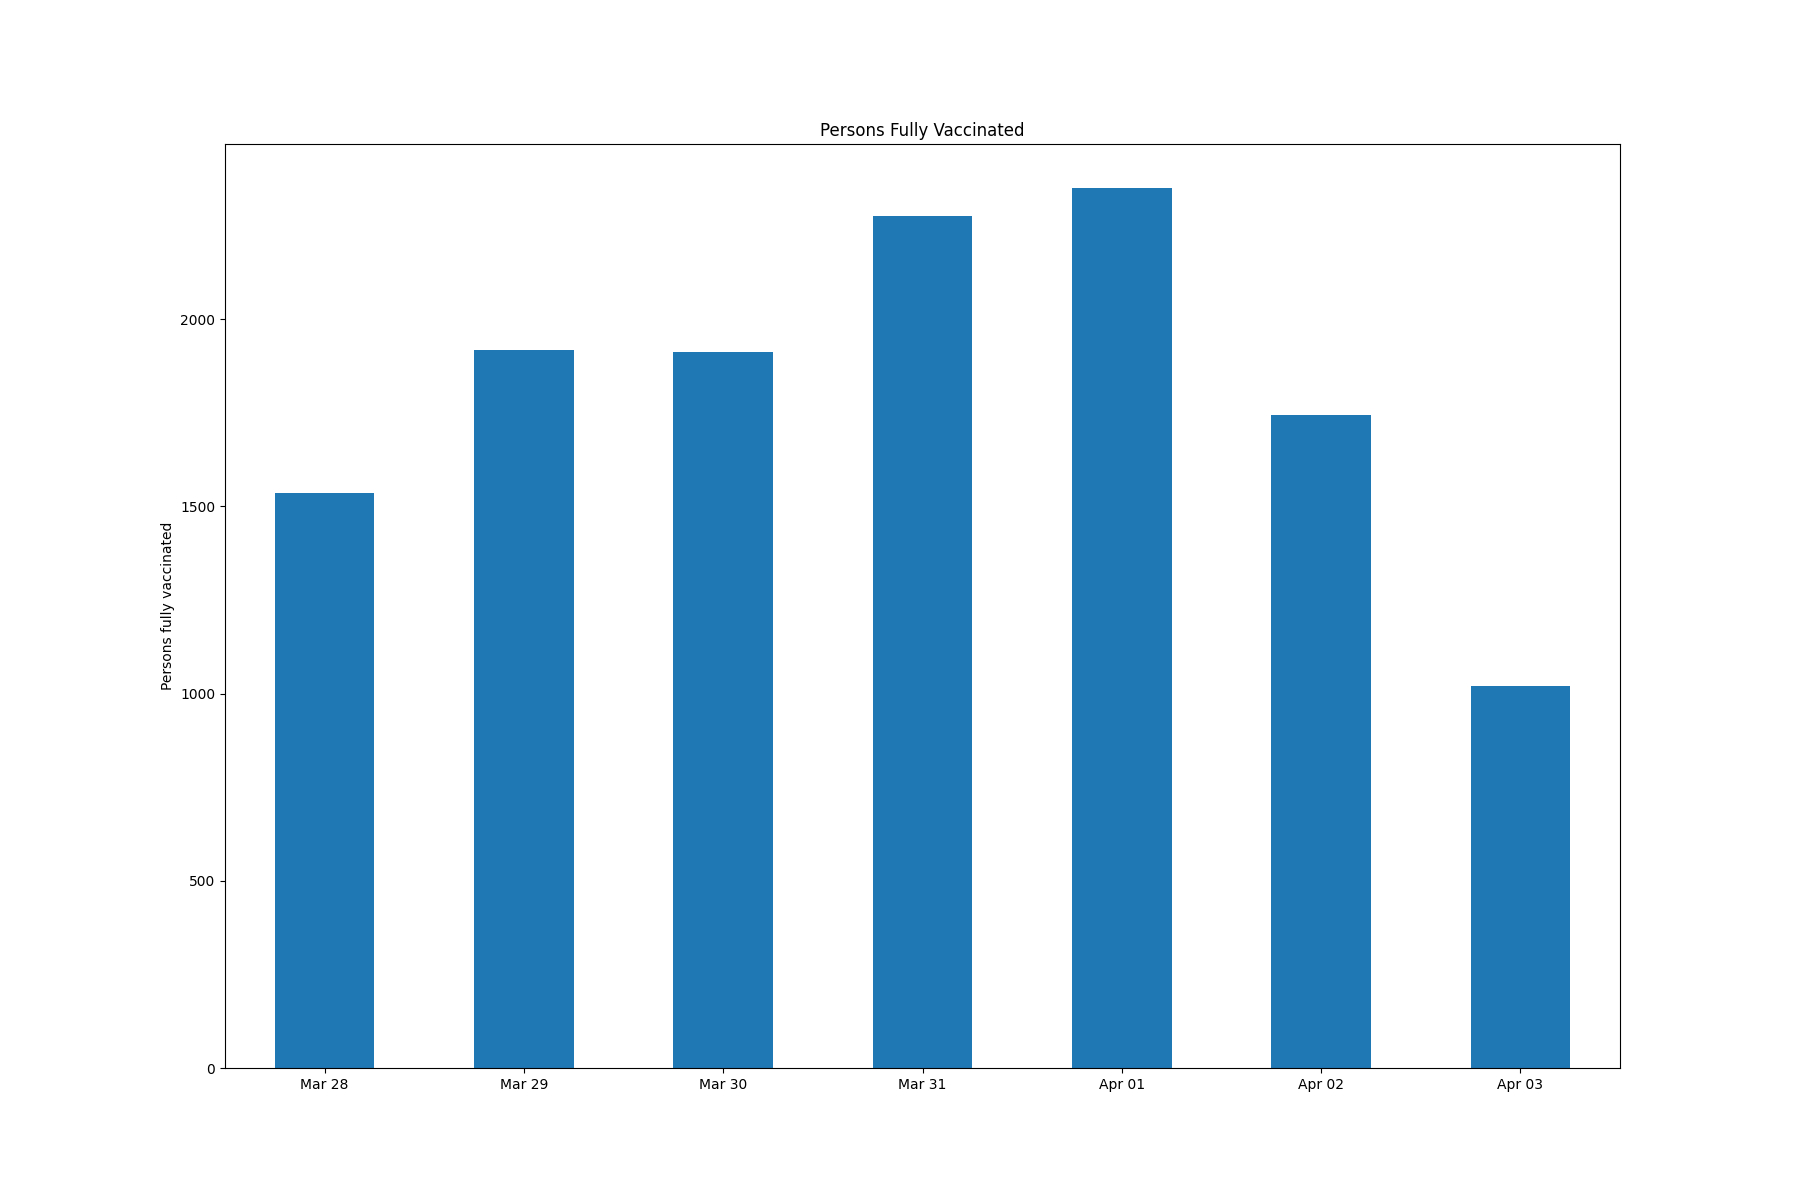 Persons Fully Vaccinated
Persons fully vaccinated
2000
1500
1000
500
0
Mar 28 Mar 29 Mar 30 Mar 31 Apr 01 Apr 02 Apr 03